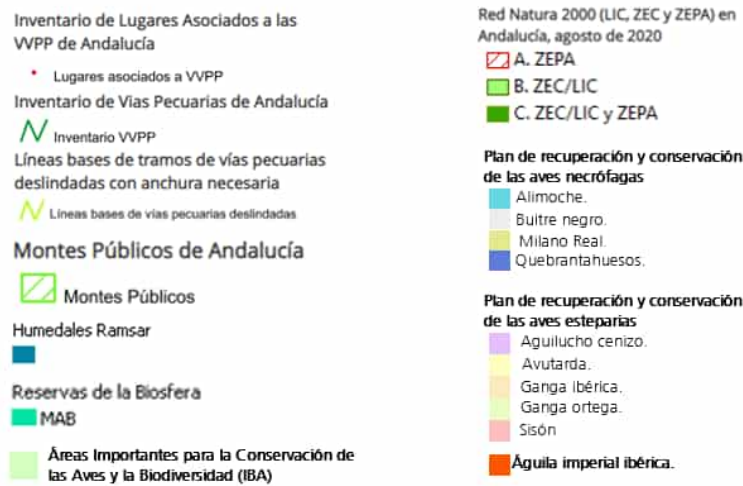 Inventario de Lugares Asociados a las
VVPP de Andalucía
Lugares asociados a VVPP
Inventario de Vias Pecuarias de Andalucía
Inventario VVPP
Líneas bases de tramos de vías pecuarias
deslindadas con anchura necesaria
Líneas bases de vías pecuarias deslindadas
Montes Públicos de Andalucía
Montes Públicos
Humedales Ramsar
Reservas de la Biosfera
MAB
Áreas Importantes para la Conservación de
las Aves y la Biodiversidad (IBA)
Red Natura 2000 (LIC, ZEC y ZEPA) en
Andalucía, agosto de 2020
A. ZEPA
B. ZEC/LIC
C. ZEC/LIC y ZEPA
Plan de recuperación y conservación
de las aves necrófagas
Alimoche.
Buitre negro.
Milano Real.
Quebrantahuesos.
Plan de recuperación y conservación
de las aves esteparias
Aguilucho cenizo.
Avutarda.
Ganga ibérica.
Ganga ortega.
Sisón
Águila imperial ibérica.